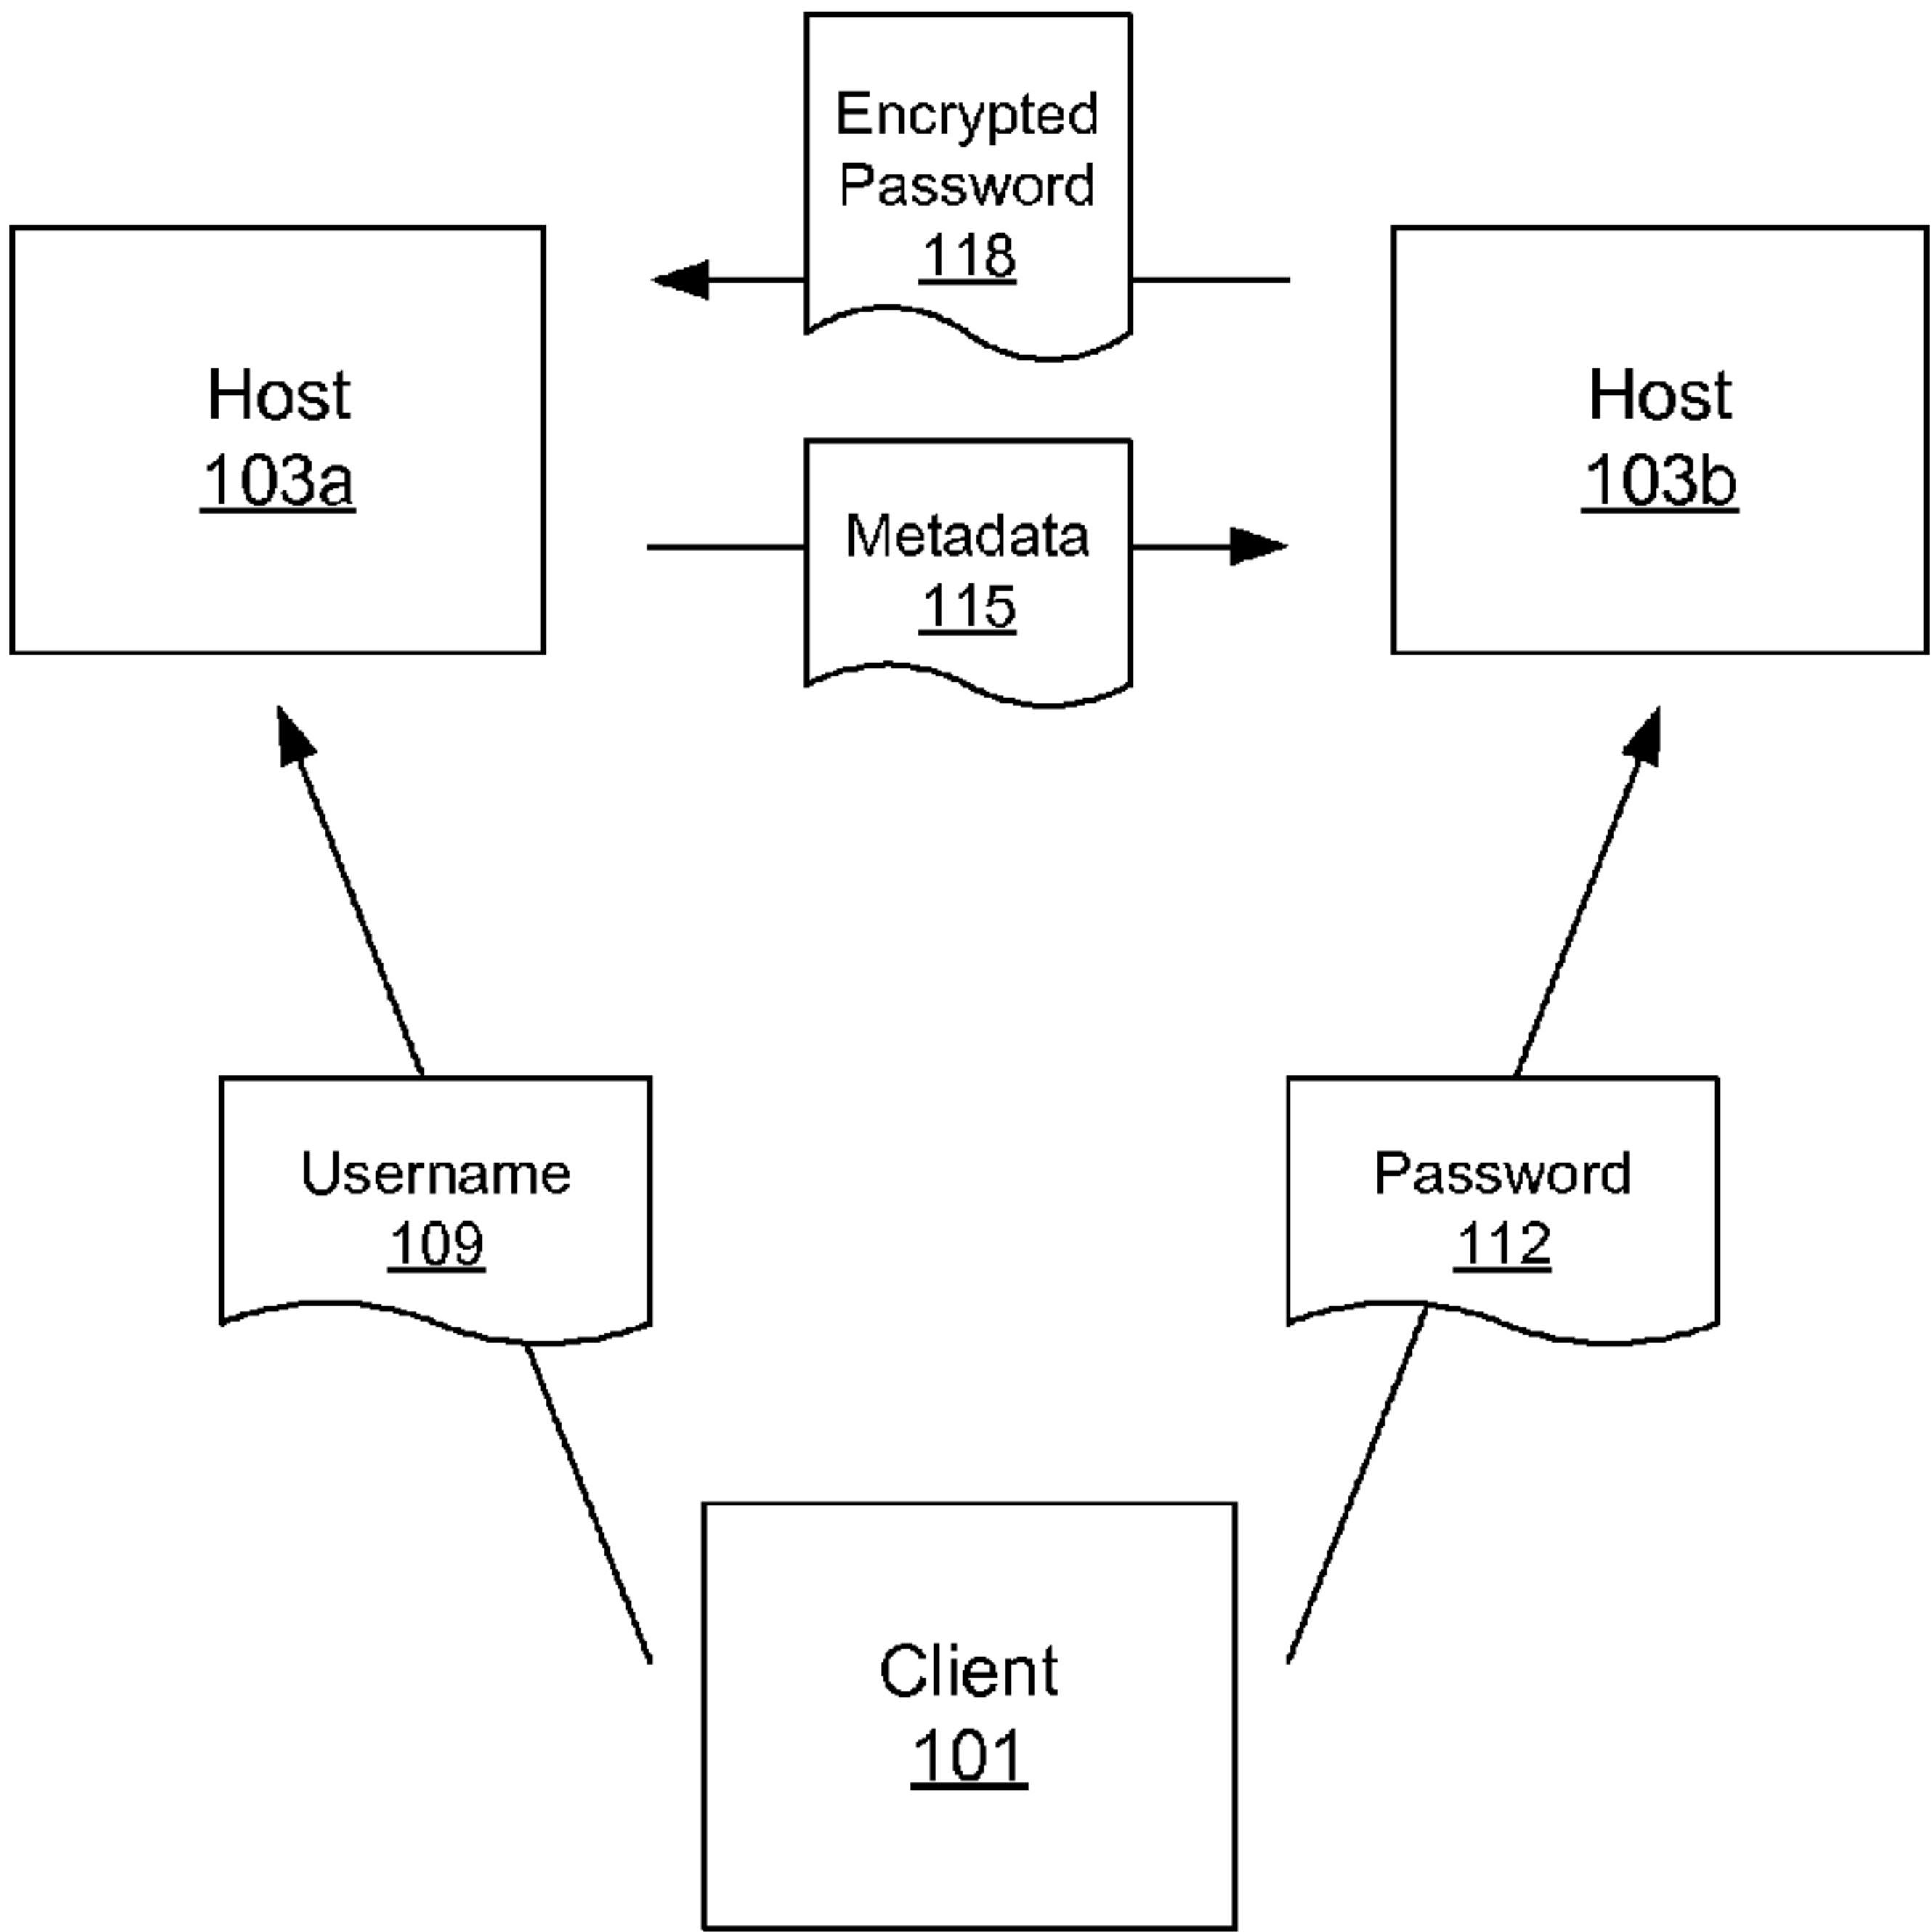 Encrypted
Password
118
Host
103a
Host
103b
Metadata
115
Username
109
Password
112
Client
101